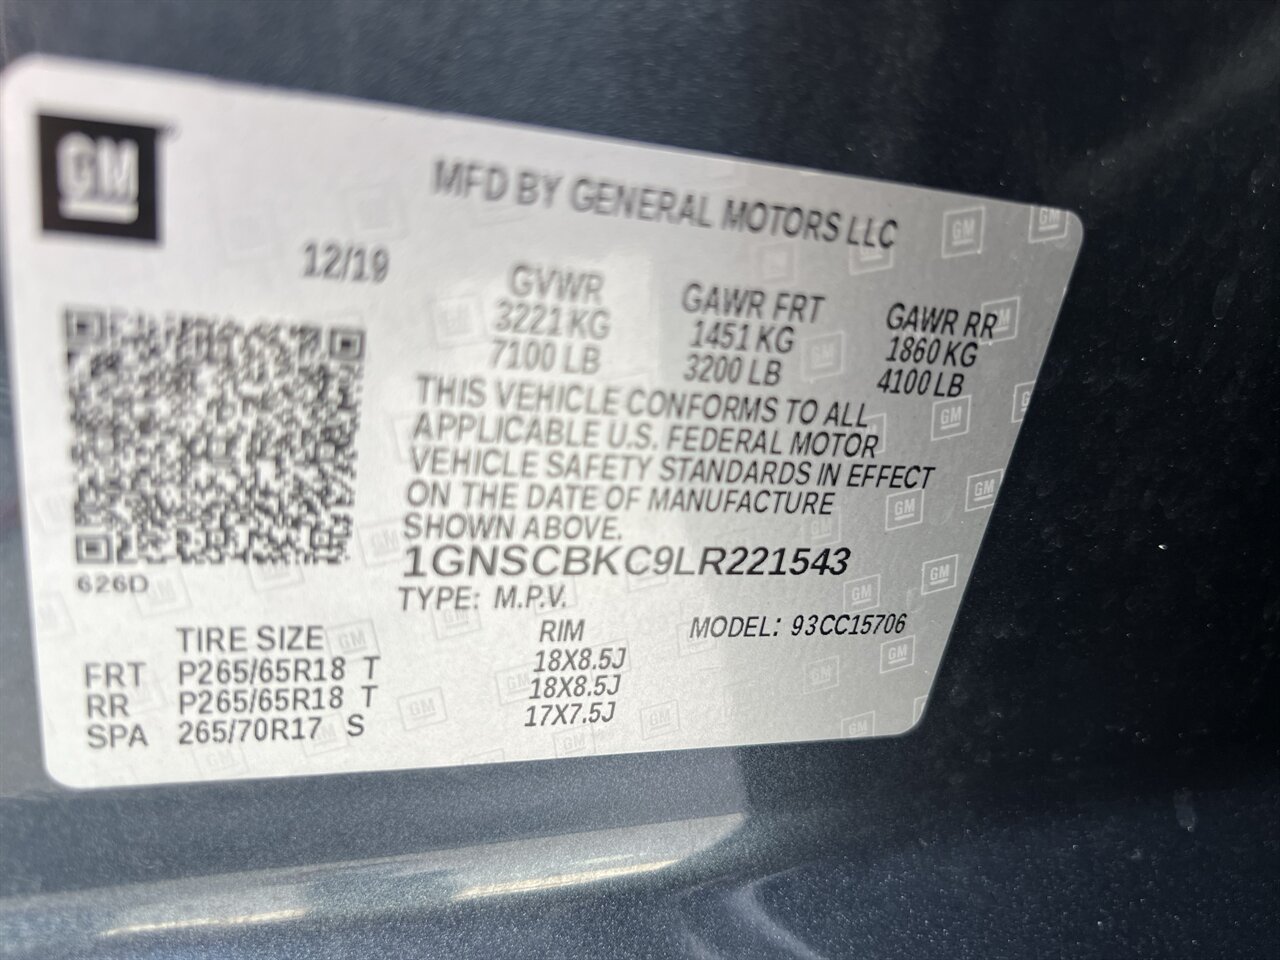 GM
MFD BY GENERAL MOTORS LLC
12/19
GVWR GAWR FRT GAWR RR
3221 KG 1451 KG 1860 KG
7100 LB 3200 LB 4100 LB
THIS VEHICLE CONFORMS TO ALL
APPLICABLE U.S. FEDERAL MOTOR
VEHICLE SAFETY STANDARDS IN EFFECT
ON THE DATE OF MANUFACTURE
SHOWN ABOVE.
1GNSCBKC9LR221543
626D
TYPE: M.P.V.
MODEL: 93CC15706
TIRE SIZE RIM
FRT P265/65R18 T 18X8.5J
RR P265/65R18 T 18X8.5J
SPA 265/70R17 S 17X7.5J